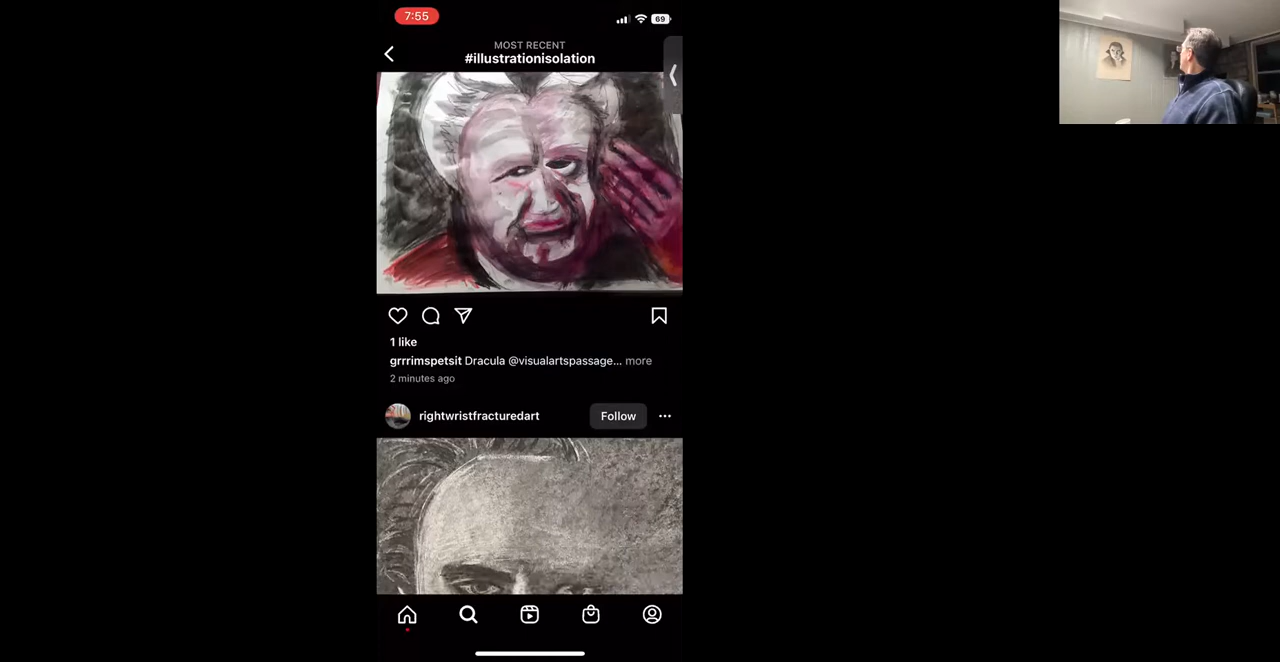 7:55
69
MOST RECENT
#illustrationisolation
1 like
grrrimspetsit Dracula @visualartspassage... more
2 minutes ago
rightwristfracturedart
Follow